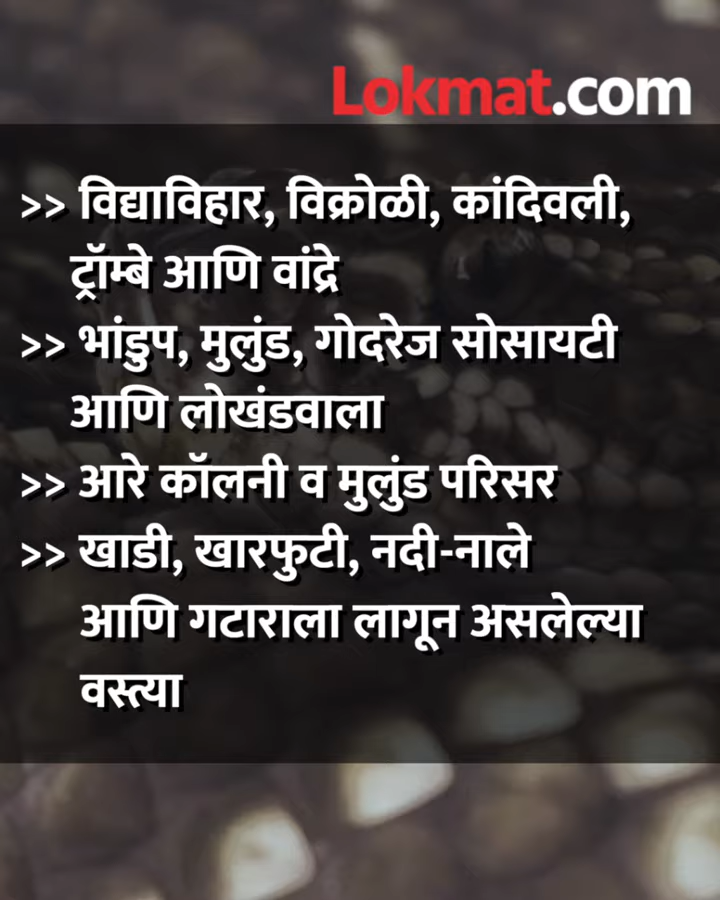 Lokmat.com
>> विद्याविहार, विक्रोळी, कांदिवली,
ट्रॉम्बे आणि वांद्रे
>> भांडुप, मुलुंड, गोदरेज सोसायटी
आणि लोखंडवाला
>> आरे कॉलनी व मुलुंड परिसर
>> खाडी, खारफुटी, नदी-नाले
आणि गटाराला लागून असलेल्या
वस्त्या